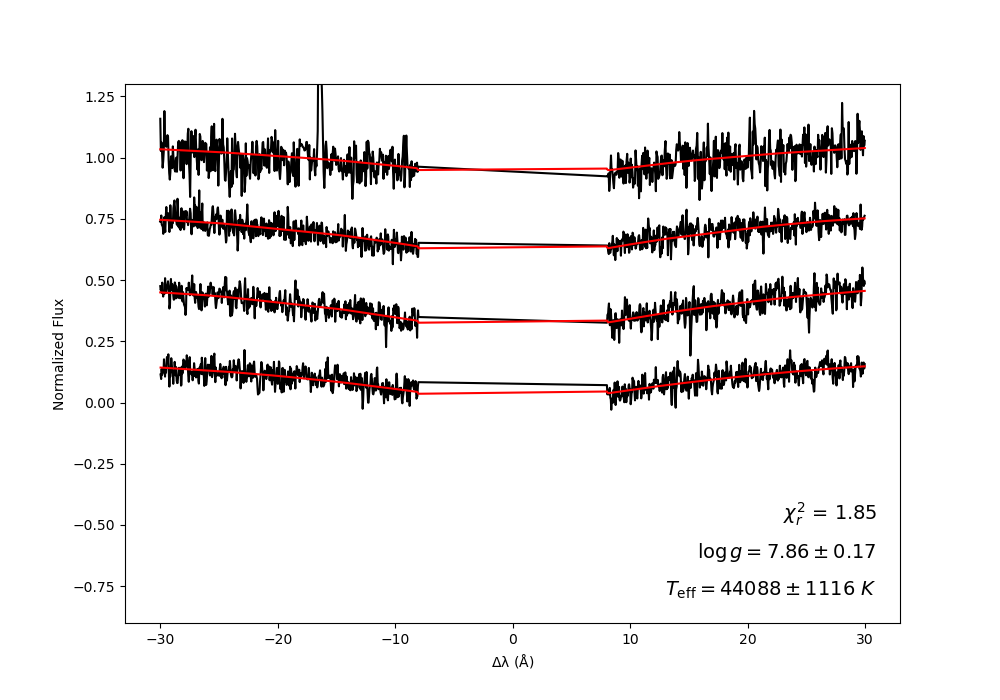 1.25
1.00
0.75
0.50
0.25
0.00
−0.25
−0.50
−0.75
Normalized Flux
χ²ᵣ = 1.85
log g = 7.86 ± 0.17
T_eff = 44088 ± 1116 K
−30 −20 −10 0 10 20 30
Δλ (Å)